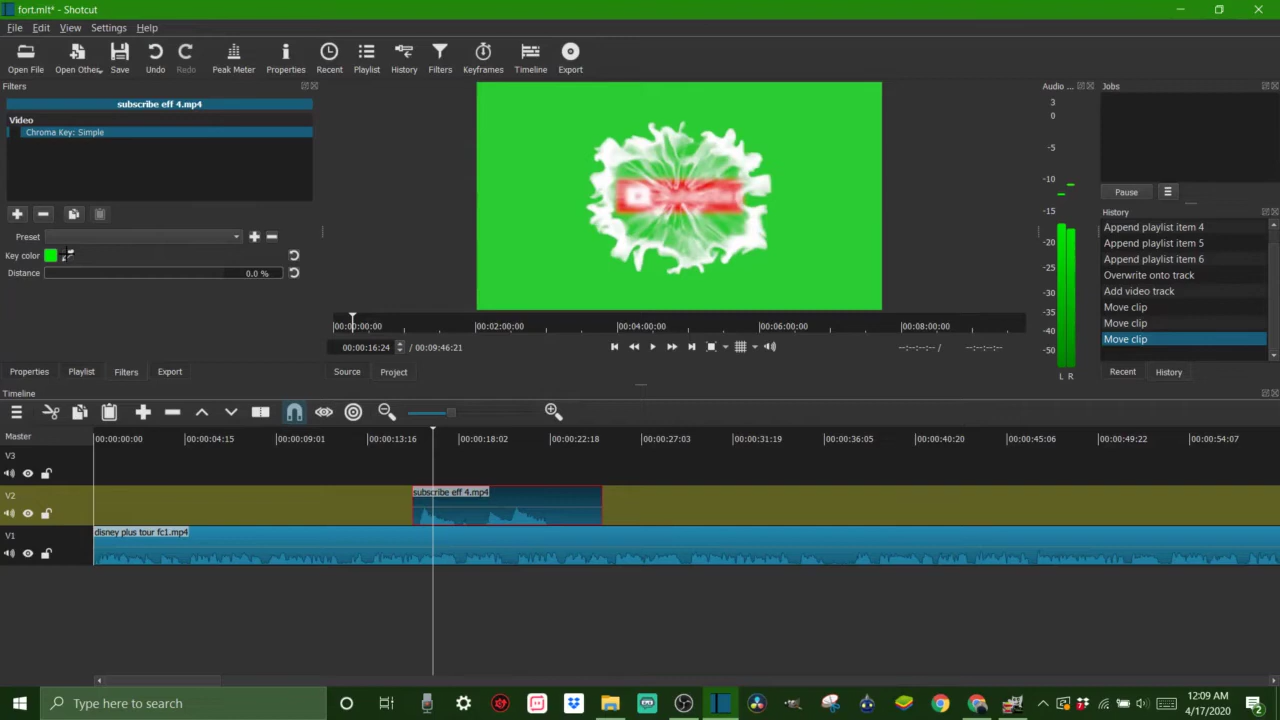 fort.mlt* - Shotcut
File Edit View Settings Help
Open File Open Other.. Save Undo Redo Peak Meter Properties Recent Playlist History Filters Keyframes Timeline Export
Filters
subscribe eff 4.mp4
Video
Chroma Key: Simple
Preset
Key color
Distance 0.0 %
00:00:00:00 00:02:00:00 00:04:00:00 00:06:00:00 00:08:00:00
00:00:16:24 / 00:09:46:21 --:--:--:-- / --:--:--:--
Properties Playlist Filters Export
Source Project
Audio ...
3
0
-5
-10
-15
-20
-25
-30
-35
-40
-50
L R
Jobs
Pause
History
Append playlist item 4
Append playlist item 5
Append playlist item 6
Overwrite onto track
Add video track
Move clip
Move clip
Move clip
Recent History
Timeline
Master 00:00:00:00 00:00:04:15 00:00:09:01 00:00:13:16 00:00:18:02 00:00:22:18 00:00:27:03 00:00:31:19 00:00:36:05 00:00:40:20 00:00:45:06 00:00:49:22 00:00:54:07
V3
V2
subscribe eff 4.mp4
V1
disney plus tour fc1.mp4
Type here to search
12:09 AM
4/17/2020
2